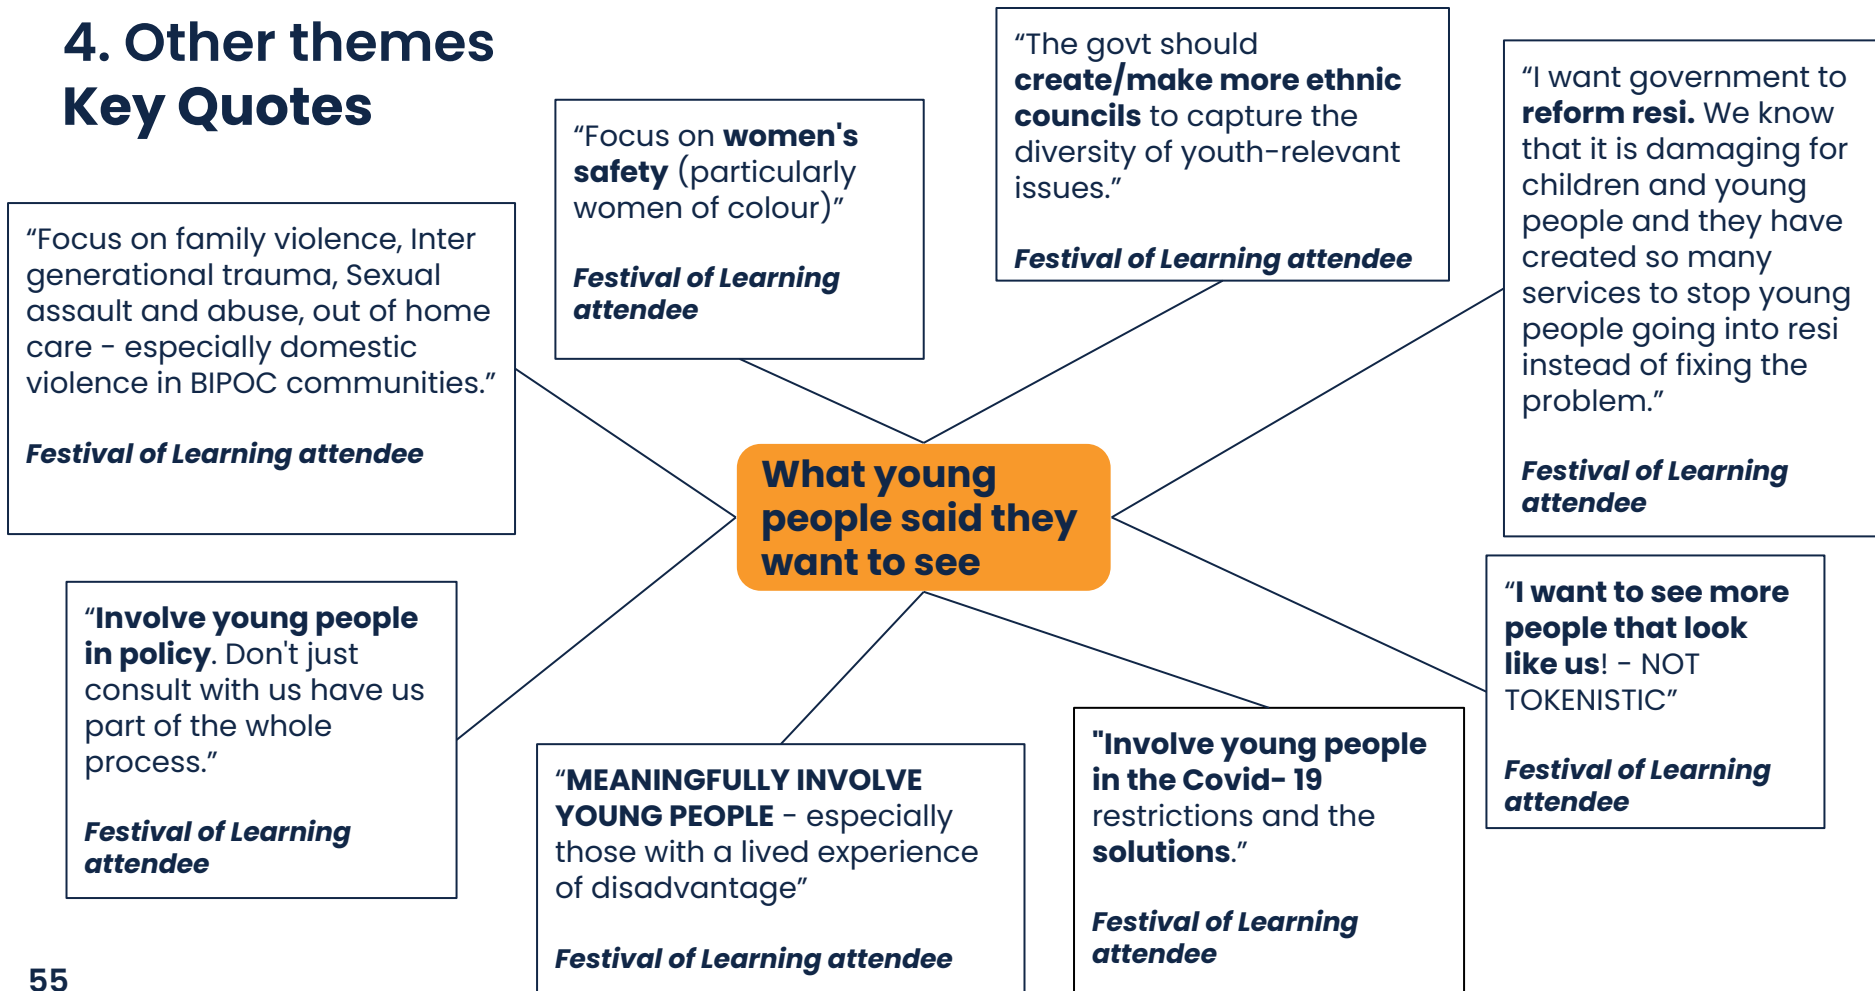 4. Other themes
Key Quotes
“Focus on family violence, Inter
generational trauma, Sexual
assault and abuse, out of home
care - especially domestic
violence in BIPOC communities.”
Festival of Learning attendee
“Focus on women's
safety (particularly
women of colour)”
Festival of Learning
attendee
“The govt should
create/make more ethnic
councils to capture the
diversity of youth-relevant
issues.”
Festival of Learning attendee
“I want government to
reform resi. We know
that it is damaging for
children and young
people and they have
created so many
services to stop young
people going into resi
instead of fixing the
problem.”
Festival of Learning
attendee
What young
people said they
want to see
“Involve young people
in policy. Don't just
consult with us have us
part of the whole
process.”
Festival of Learning
attendee
“MEANINGFULLY INVOLVE
YOUNG PEOPLE - especially
those with a lived experience
of disadvantage”
Festival of Learning attendee
"Involve young people
in the Covid- 19
restrictions and the
solutions.”
Festival of Learning
attendee
“I want to see more
people that look
like us! - NOT
TOKENISTIC”
Festival of Learning
attendee
55